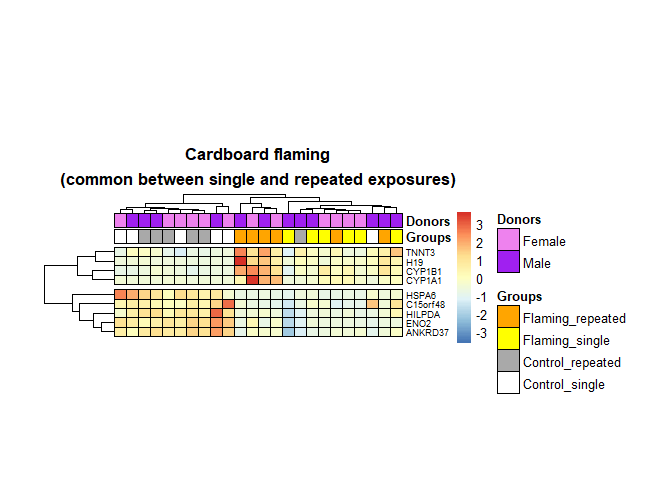 Cardboard flaming
(common between single and repeated exposures)
Donors
Groups
TNNT3
H19
CYP1B1
CYP1A1
HSPA6
C15orf48
HILPDA
ENO2
ANKRD37
3
2
1
0
-1
-2
-3
Donors
Female
Male
Groups
Flaming_repeated
Flaming_single
Control_repeated
Control_single